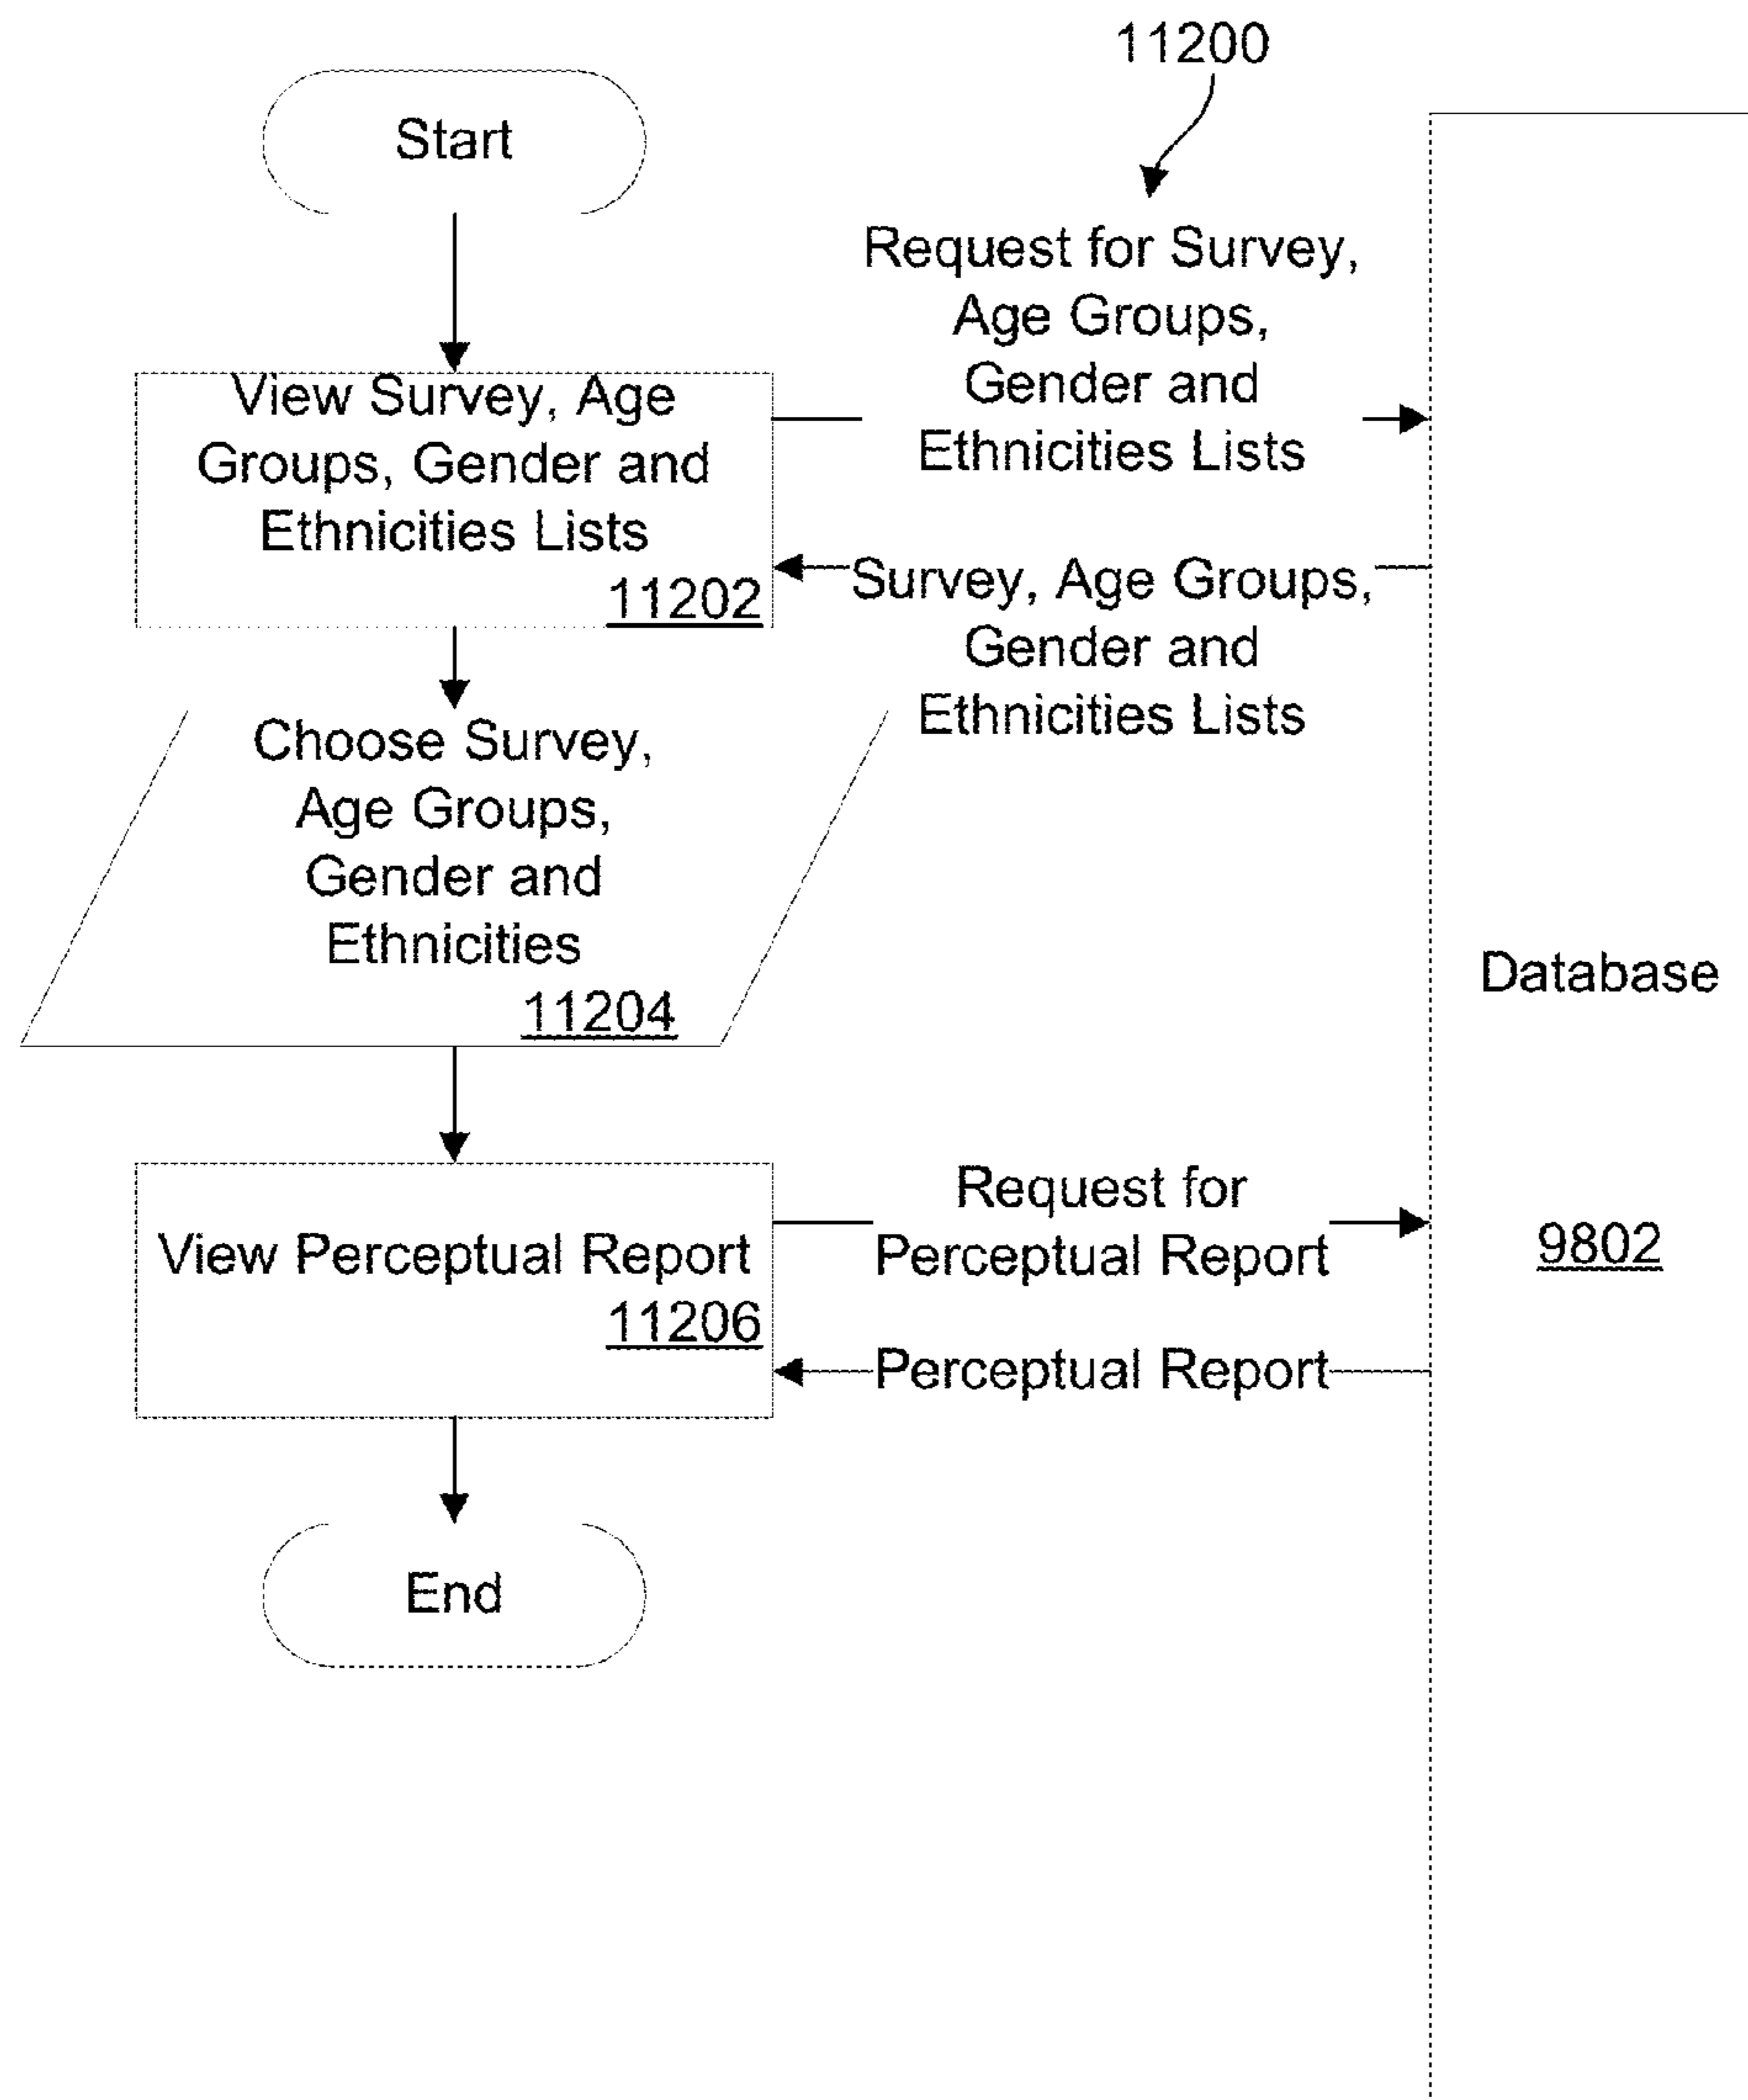 11200
Start
Request for Survey,
Age Groups,
Gender and
Ethnicities Lists
View Survey, Age
Groups, Gender and
Ethnicities Lists
11202
Survey, Age Groups,
Gender and
Ethnicities Lists
Choose Survey,
Age Groups,
Gender and
Ethnicities
11204
Database
9802
View Perceptual Report
11206
Request for
Perceptual Report
Perceptual Report
End